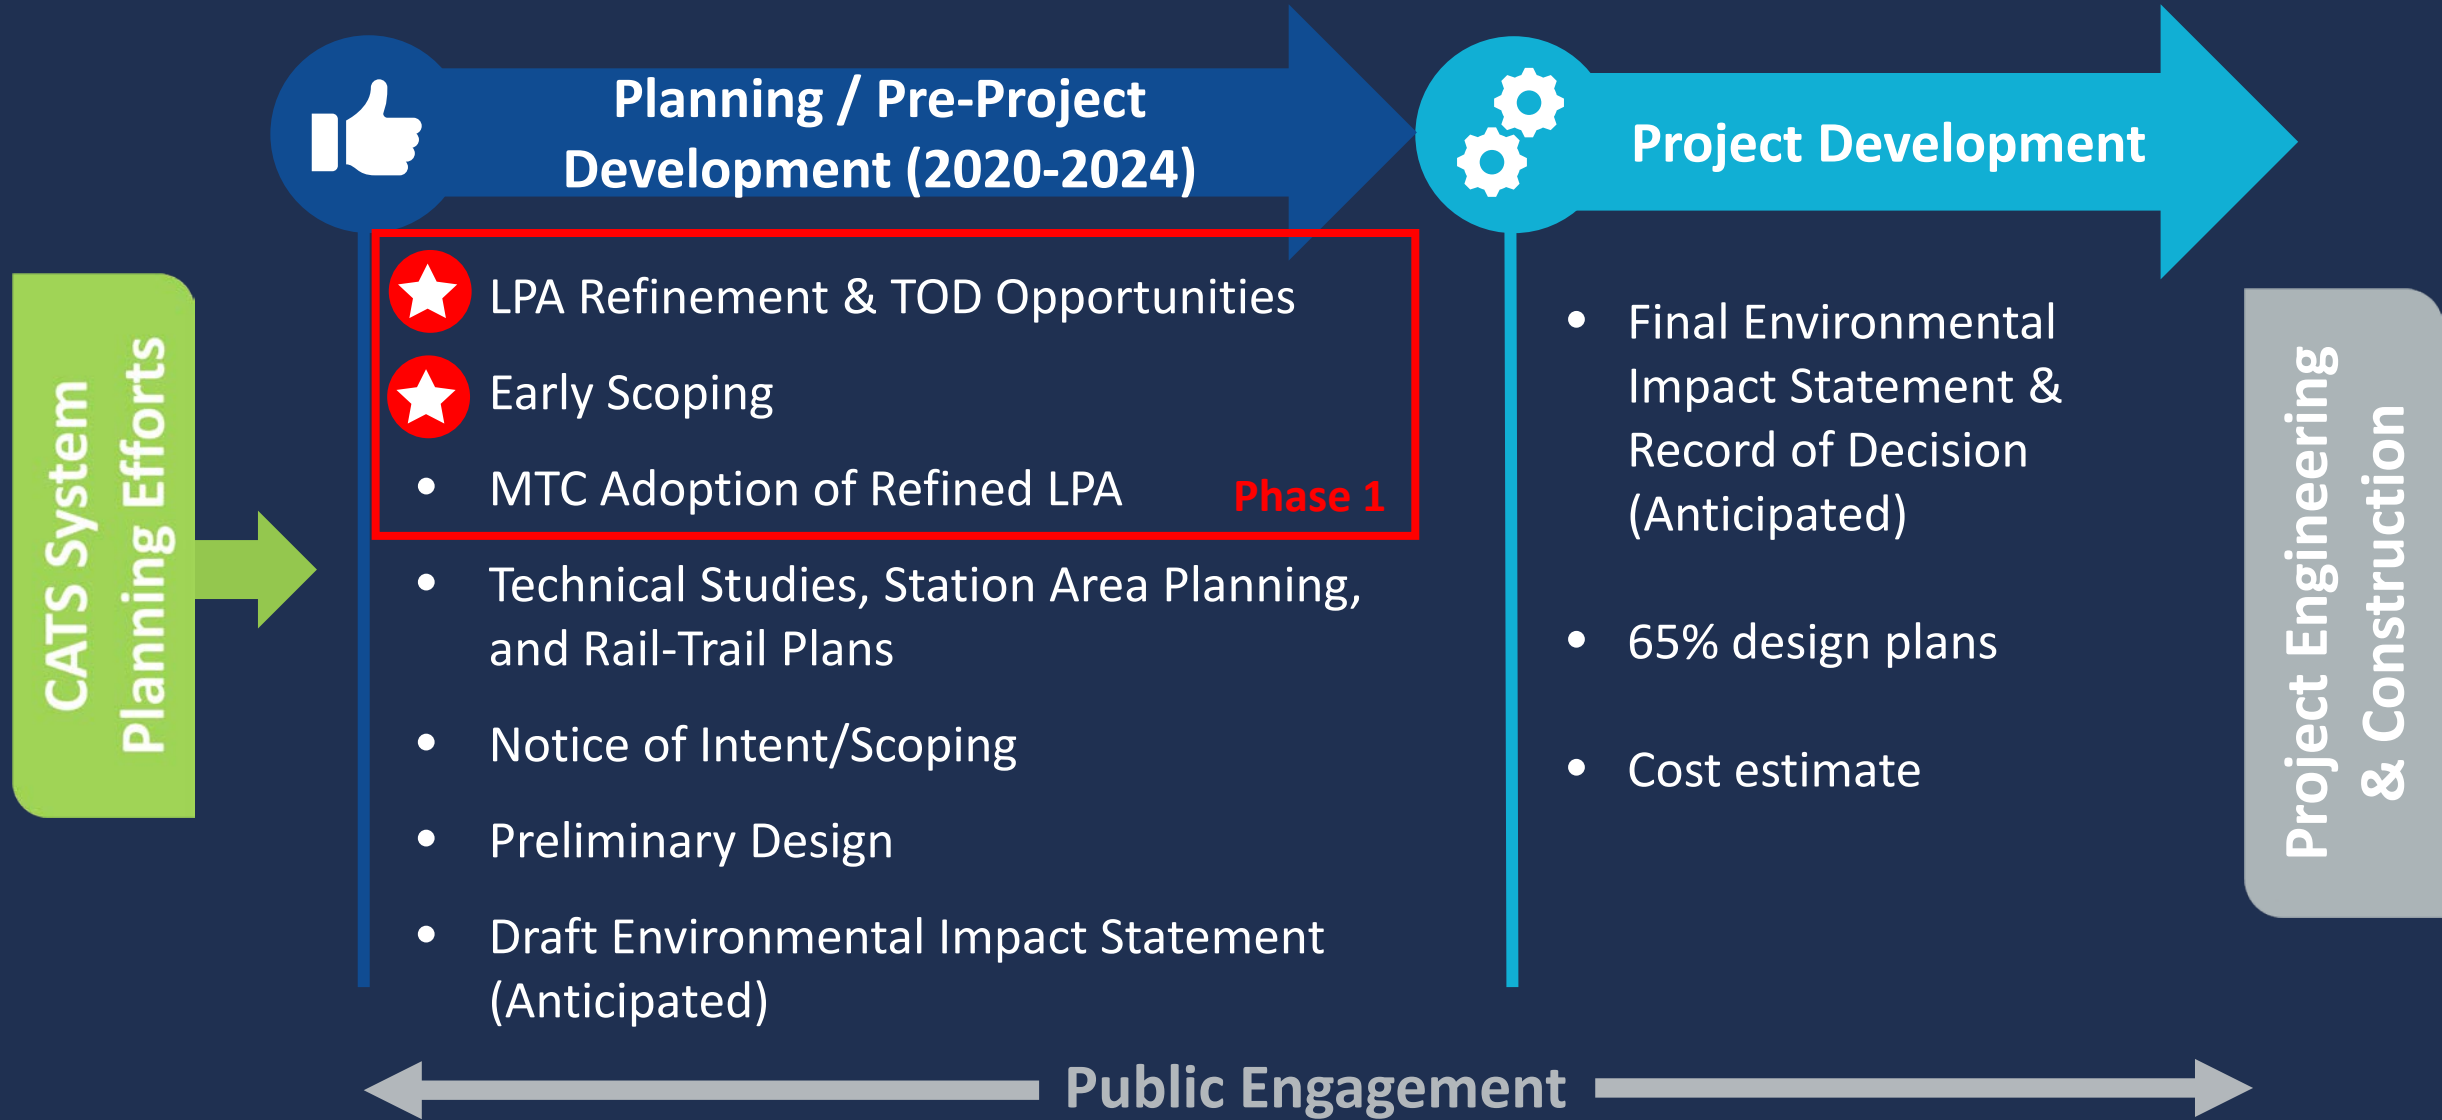 CATS System
Planning Efforts
Planning / Pre-Project
Development (2020-2024)
LPA Refinement & TOD Opportunities
Early Scoping
• MTC Adoption of Refined LPA
Phase 1
• Technical Studies, Station Area Planning,
and Rail-Trail Plans
• Notice of Intent/Scoping
• Preliminary Design
• Draft Environmental Impact Statement
(Anticipated)
Project Development
• Final Environmental
Impact Statement &
Record of Decision
(Anticipated)
• 65% design plans
• Cost estimate
Project Engineering
& Construction
Public Engagement